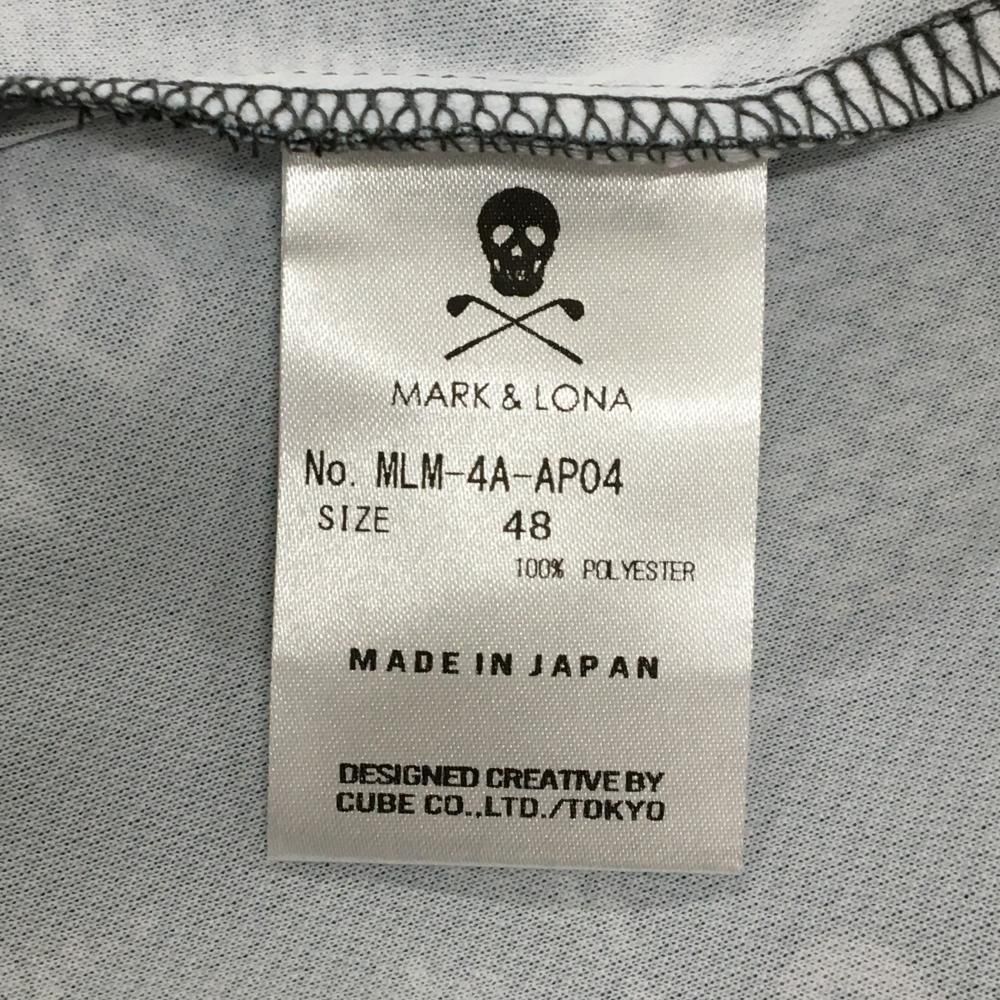 MARK & LONA
No. MLM-4A-AP04
SIZE 48
100% POLYESTER
MADE IN JAPAN
DESIGNED CREATIVE BY
CUBE CO.,LTD./TOKYO